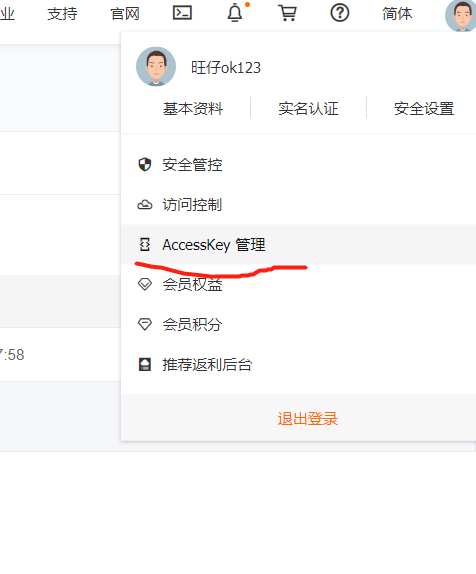 业 支持 官网 简体
旺仔ok123
基本资料 实名认证 安全设置
安全管控
访问控制
AccessKey 管理
会员权益
会员积分
7:58
推荐返利后台
退出登录